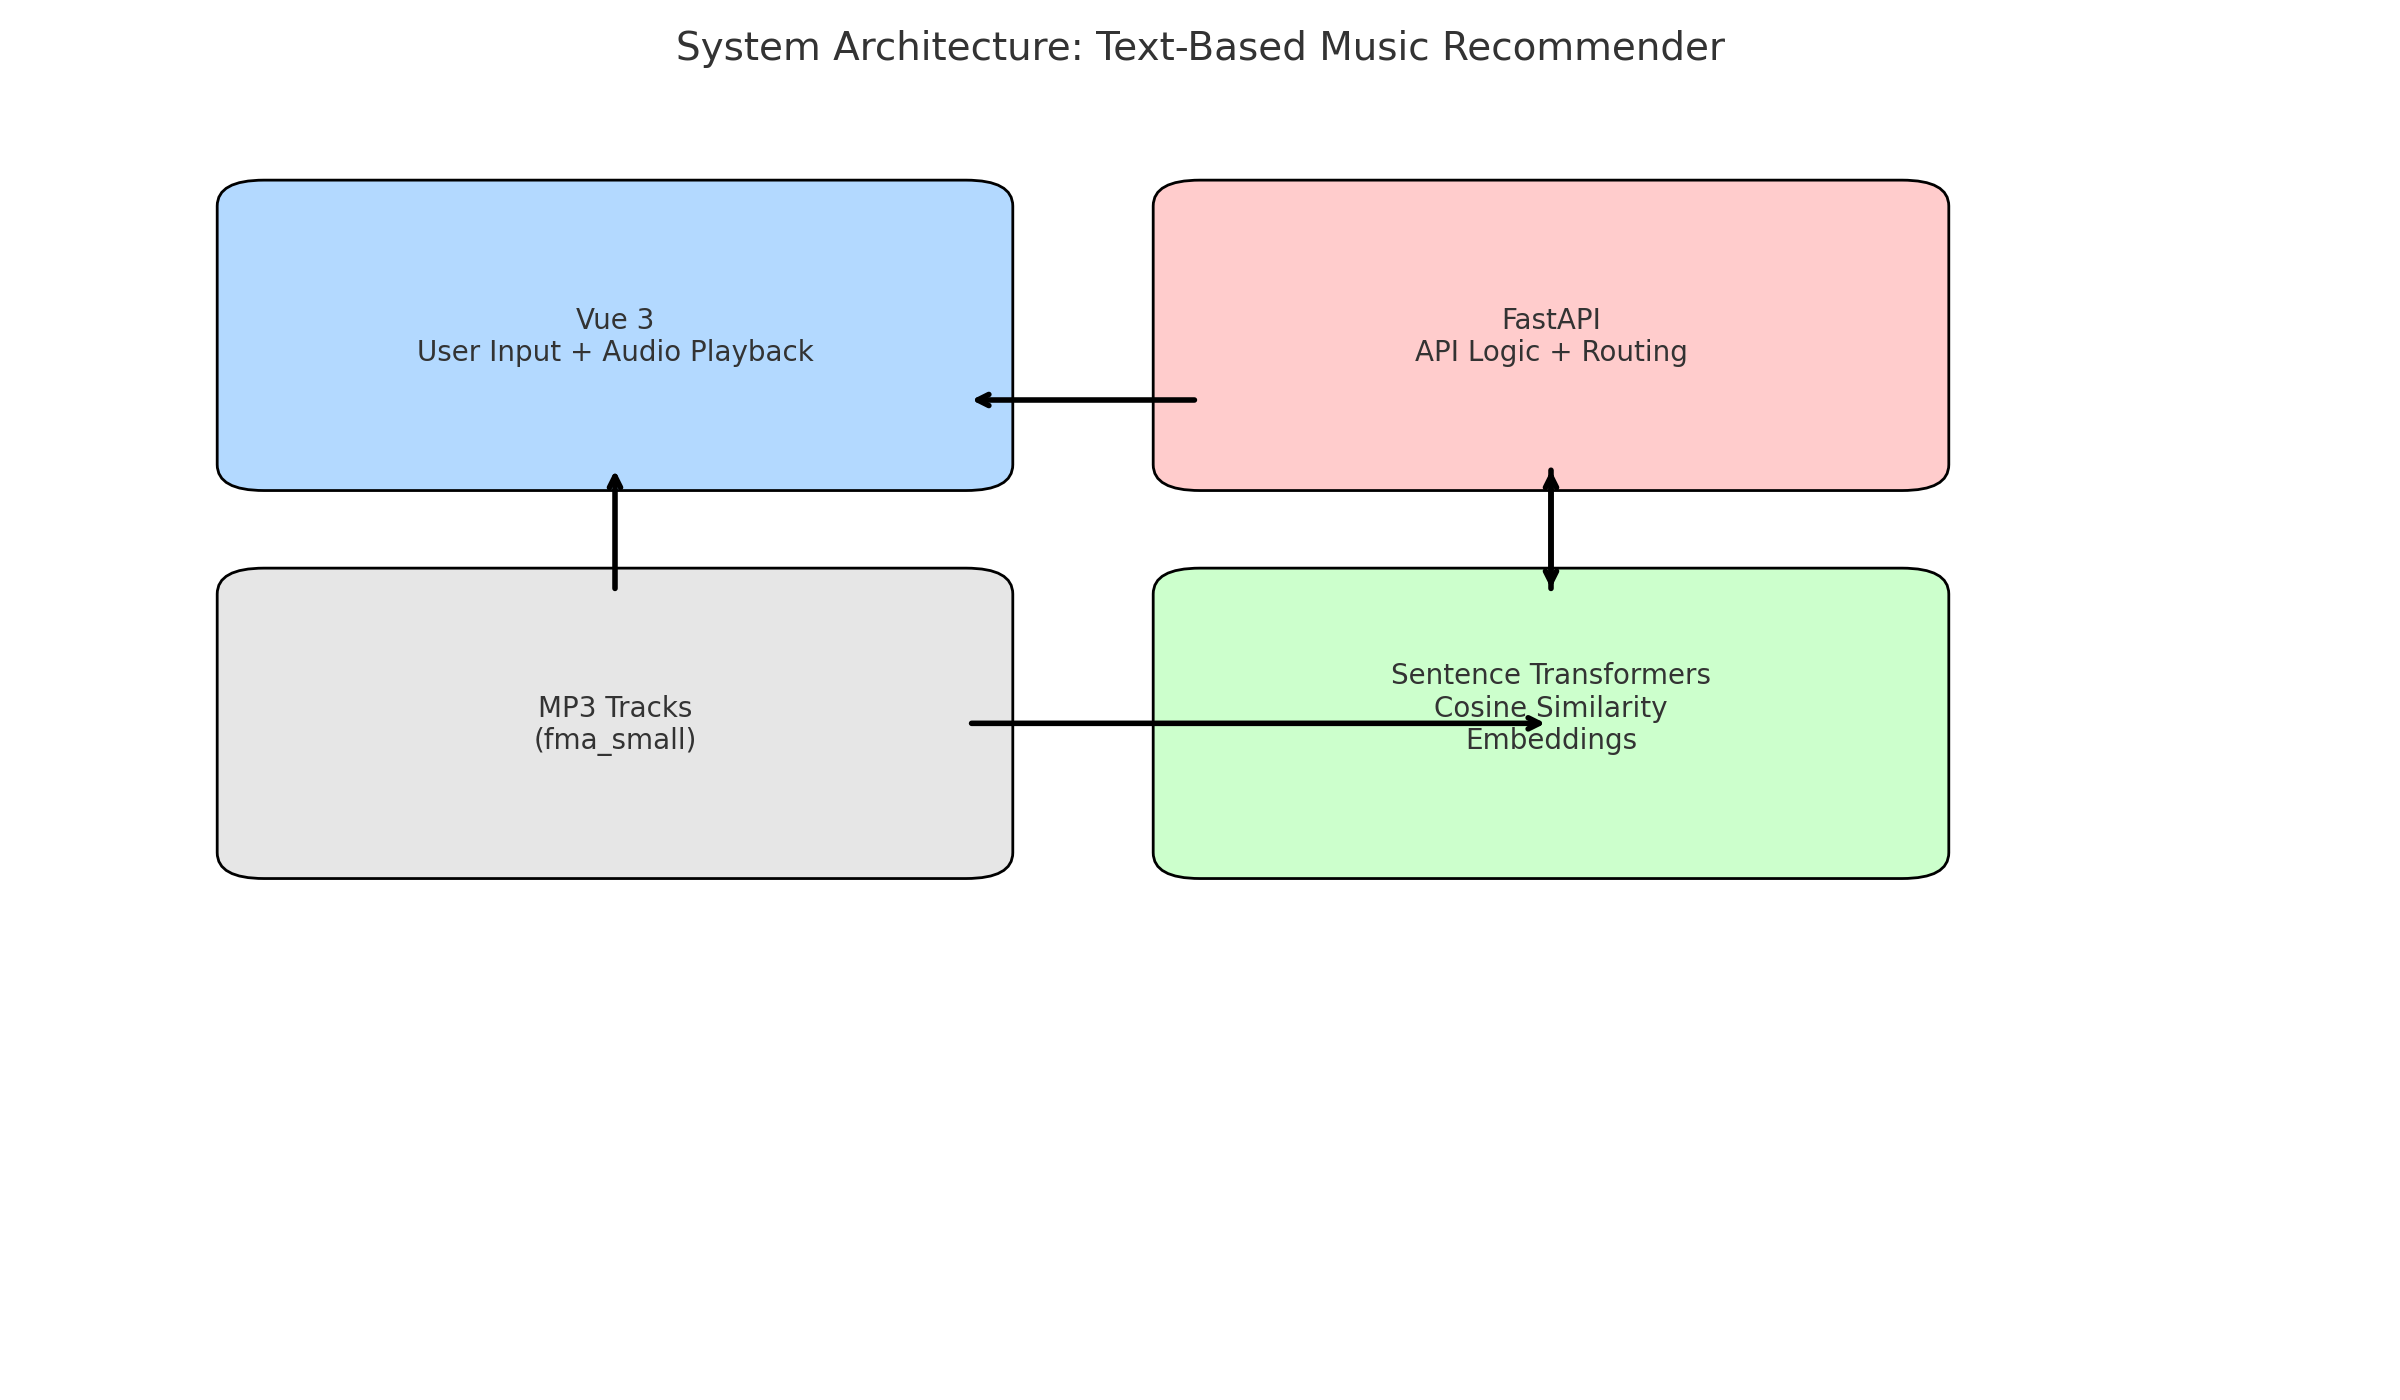 System Architecture: Text-Based Music Recommender
Vue 3
User Input + Audio Playback
FastAPI
API Logic + Routing
MP3 Tracks
(fma_small)
Sentence Transformers
Cosine Similarity
Embeddings